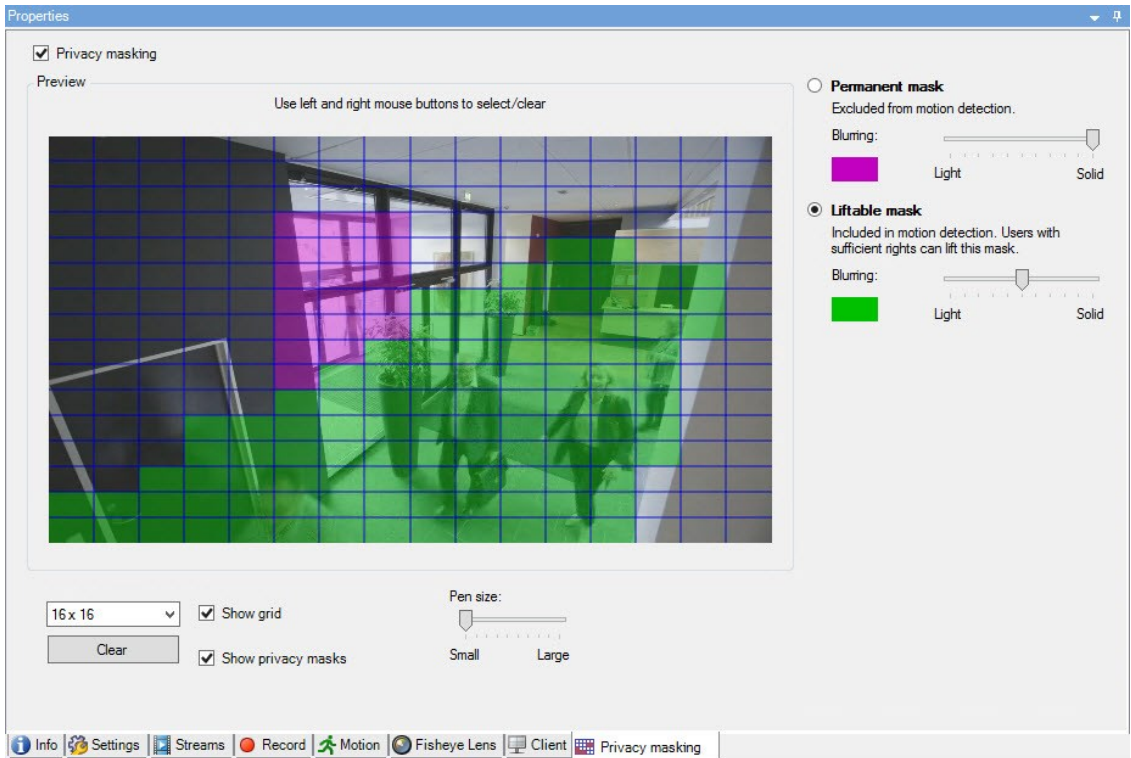 Properties
Privacy masking
Preview
Use left and right mouse buttons to select/clear
Permanent mask
Excluded from motion detection.
Blurring:
Light Solid
Liftable mask
Included in motion detection. Users with
sufficient rights can lift this mask.
Blurring:
Light Solid
16 x 16
Show grid
Pen size:
Clear
Show privacy masks
Small Large
Info Settings Streams Record Motion Fisheye Lens Client Privacy masking